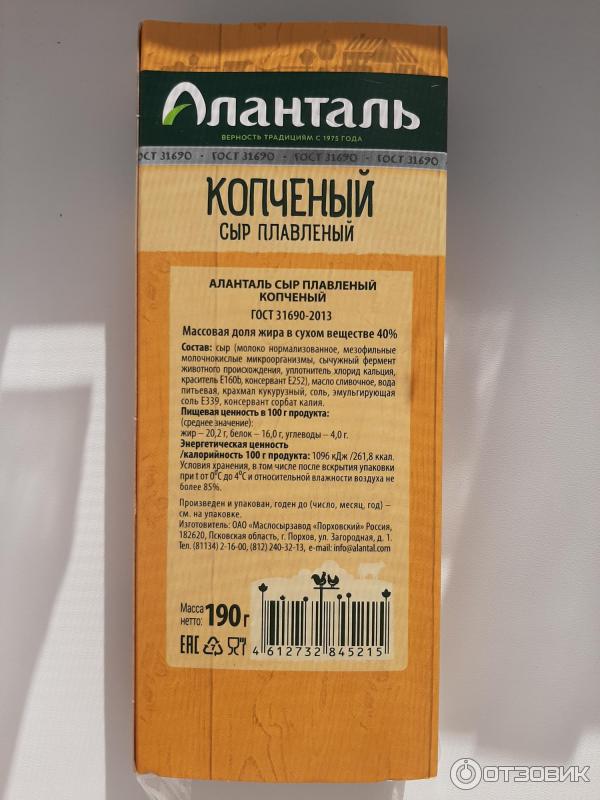 Аланталь
ВЕРНОСТЬ ТРАДИЦИЯМ С 1975 ГОДА
ГОСТ 31690 • ГОСТ 31690 • ГОСТ 31690 • ГОСТ 31690
КОПЧЕНЫЙ
СЫР ПЛАВЛЕНЫЙ
АЛАНТАЛЬ СЫР ПЛАВЛЕНЫЙ
КОПЧЕНЫЙ
ГОСТ 31690-2013
Массовая доля жира в сухом веществе 40%
Состав: сыр (молоко нормализованное, мезофильные
молочнокислые микроорганизмы, сычужный фермент
животного происхождения, уплотнитель хлорид кальция,
краситель Е160b, консервант Е252), масло сливочное, вода
питьевая, крахмал кукурузный, соль, эмульгирующая
соль Е339, консервант сорбат калия.
Пищевая ценность в 100 г продукта:
(среднее значение):
жир – 20,2 г, белок – 16,0 г, углеводы – 4,0 г.
Энергетическая ценность
/калорийность 100 г продукта: 1096 кДж /261,8 ккал.
Условия хранения, в том числе после вскрытия упаковки
при t от 0°С до 4°С и относительной влажности воздуха не
более 85%.
Произведен и упакован, годен до (число, месяц, год) –
см. на упаковке.
Изготовитель: ОАО «Маслосырзавод «Порховский» Россия,
182620, Псковская область, г. Порхов, ул. Загородная, д. 1.
Тел. (81134) 2-16-00, (812) 240-32-13, e-mail: info@alantal.com
Масса
нетто: 190 г
EAC 7
4 612732 845215
ОТЗОВИК